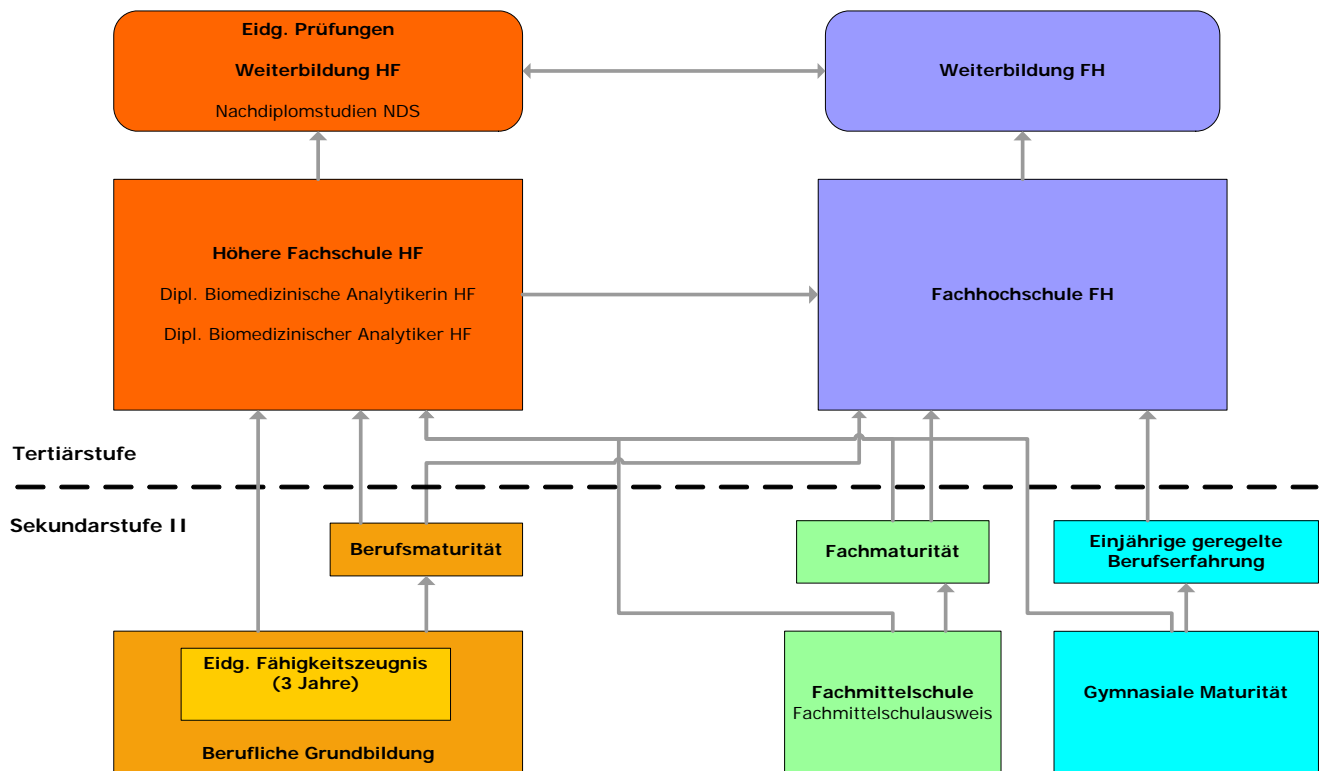 Eidg. Prüfungen
Weiterbildung HF
Nachdiplomstudien NDS
Weiterbildung FH
Höhere Fachschule HF
Dipl. Biomedizinische Analytikerin HF
Dipl. Biomedizinischer Analytiker HF
Fachhochschule FH
Tertiärstufe
Sekundarstufe II
Berufsmaturität
Fachmaturität
Einjährige geregelte
Berufserfahrung
Eidg. Fähigkeitszeugnis
(3 Jahre)
Berufliche Grundbildung
Fachmittelschule
Fachmittelschulausweis
Gymnasiale Maturität